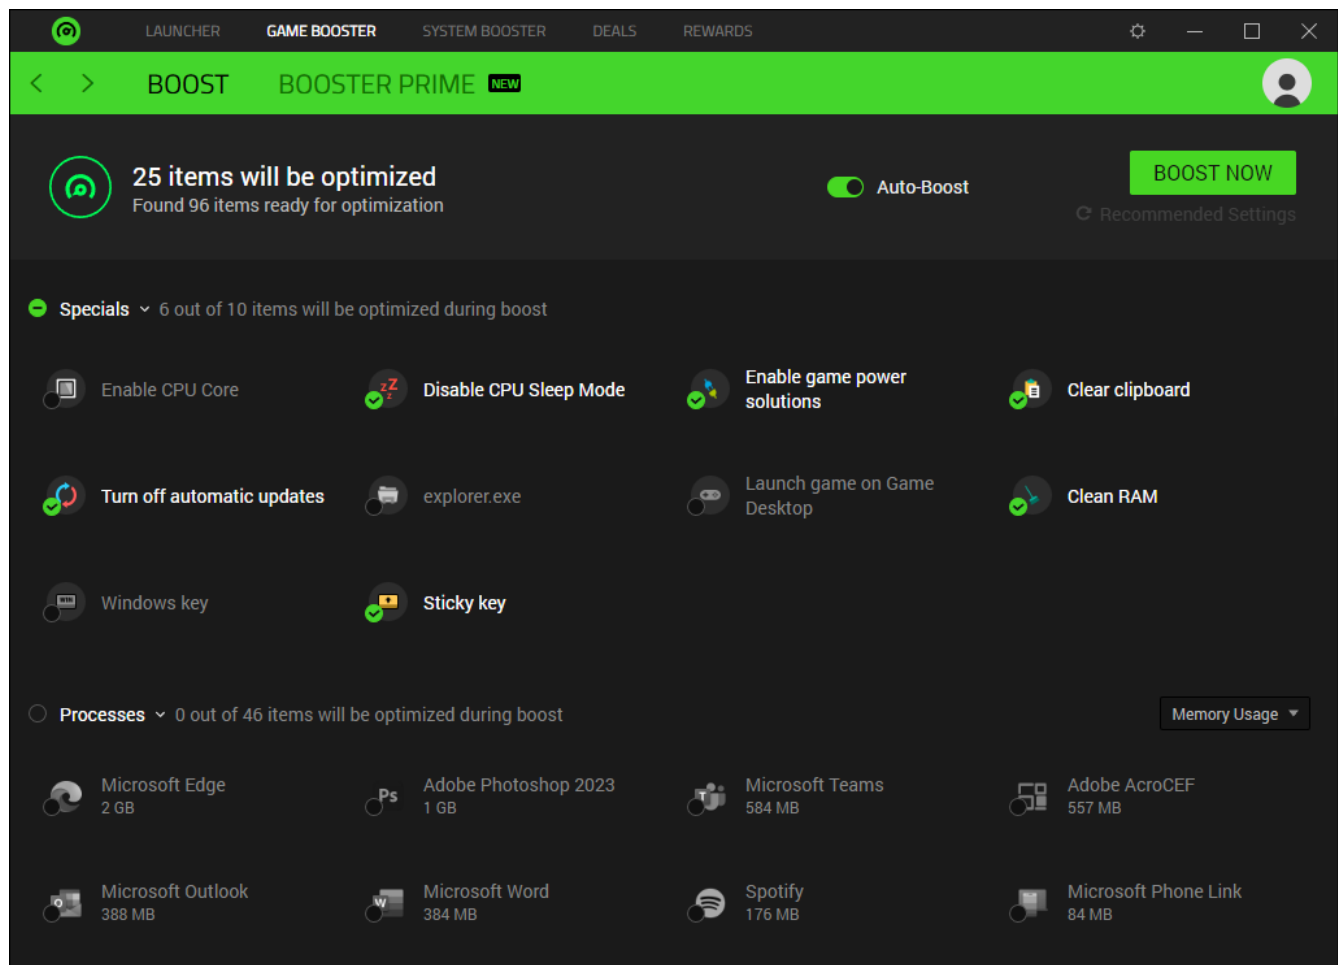 LAUNCHER GAME BOOSTER SYSTEM BOOSTER DEALS REWARDS
BOOST BOOSTER PRIME NEW
25 items will be optimized
Found 96 items ready for optimization
Auto-Boost
BOOST NOW
Recommended Settings
Specials 6 out of 10 items will be optimized during boost
Enable CPU Core
Disable CPU Sleep Mode
Enable game power
solutions
Clear clipboard
Turn off automatic updates
explorer.exe
Launch game on Game
Desktop
Clean RAM
Windows key
Sticky key
Processes 0 out of 46 items will be optimized during boost
Memory Usage
Microsoft Edge
2 GB
Adobe Photoshop 2023
1 GB
Microsoft Teams
584 MB
Adobe AcroCEF
557 MB
Microsoft Outlook
388 MB
Microsoft Word
384 MB
Spotify
176 MB
Microsoft Phone Link
84 MB